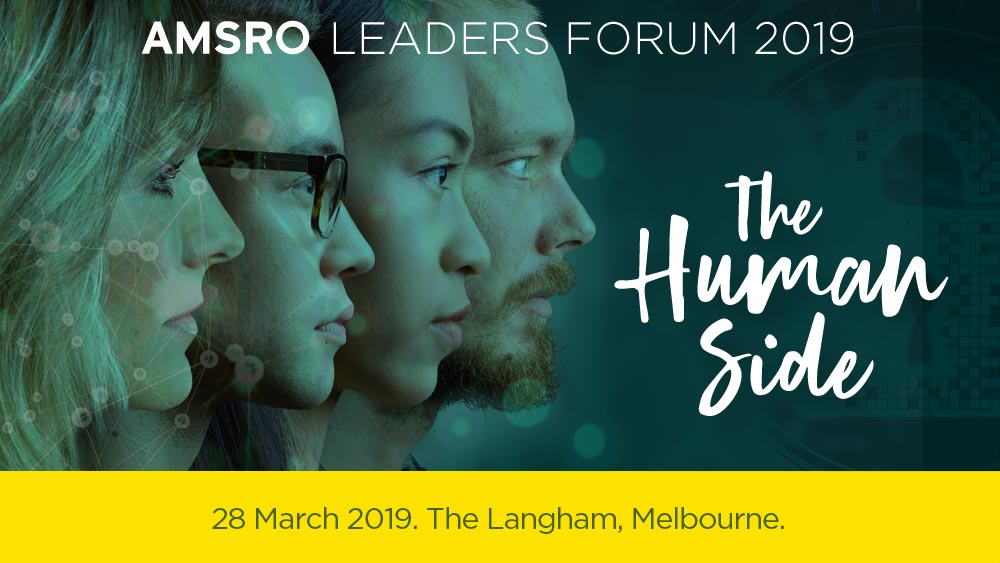 AMSRO LEADERS FORUM 2019
The
Human
Side
28 March 2019. The Langham, Melbourne.